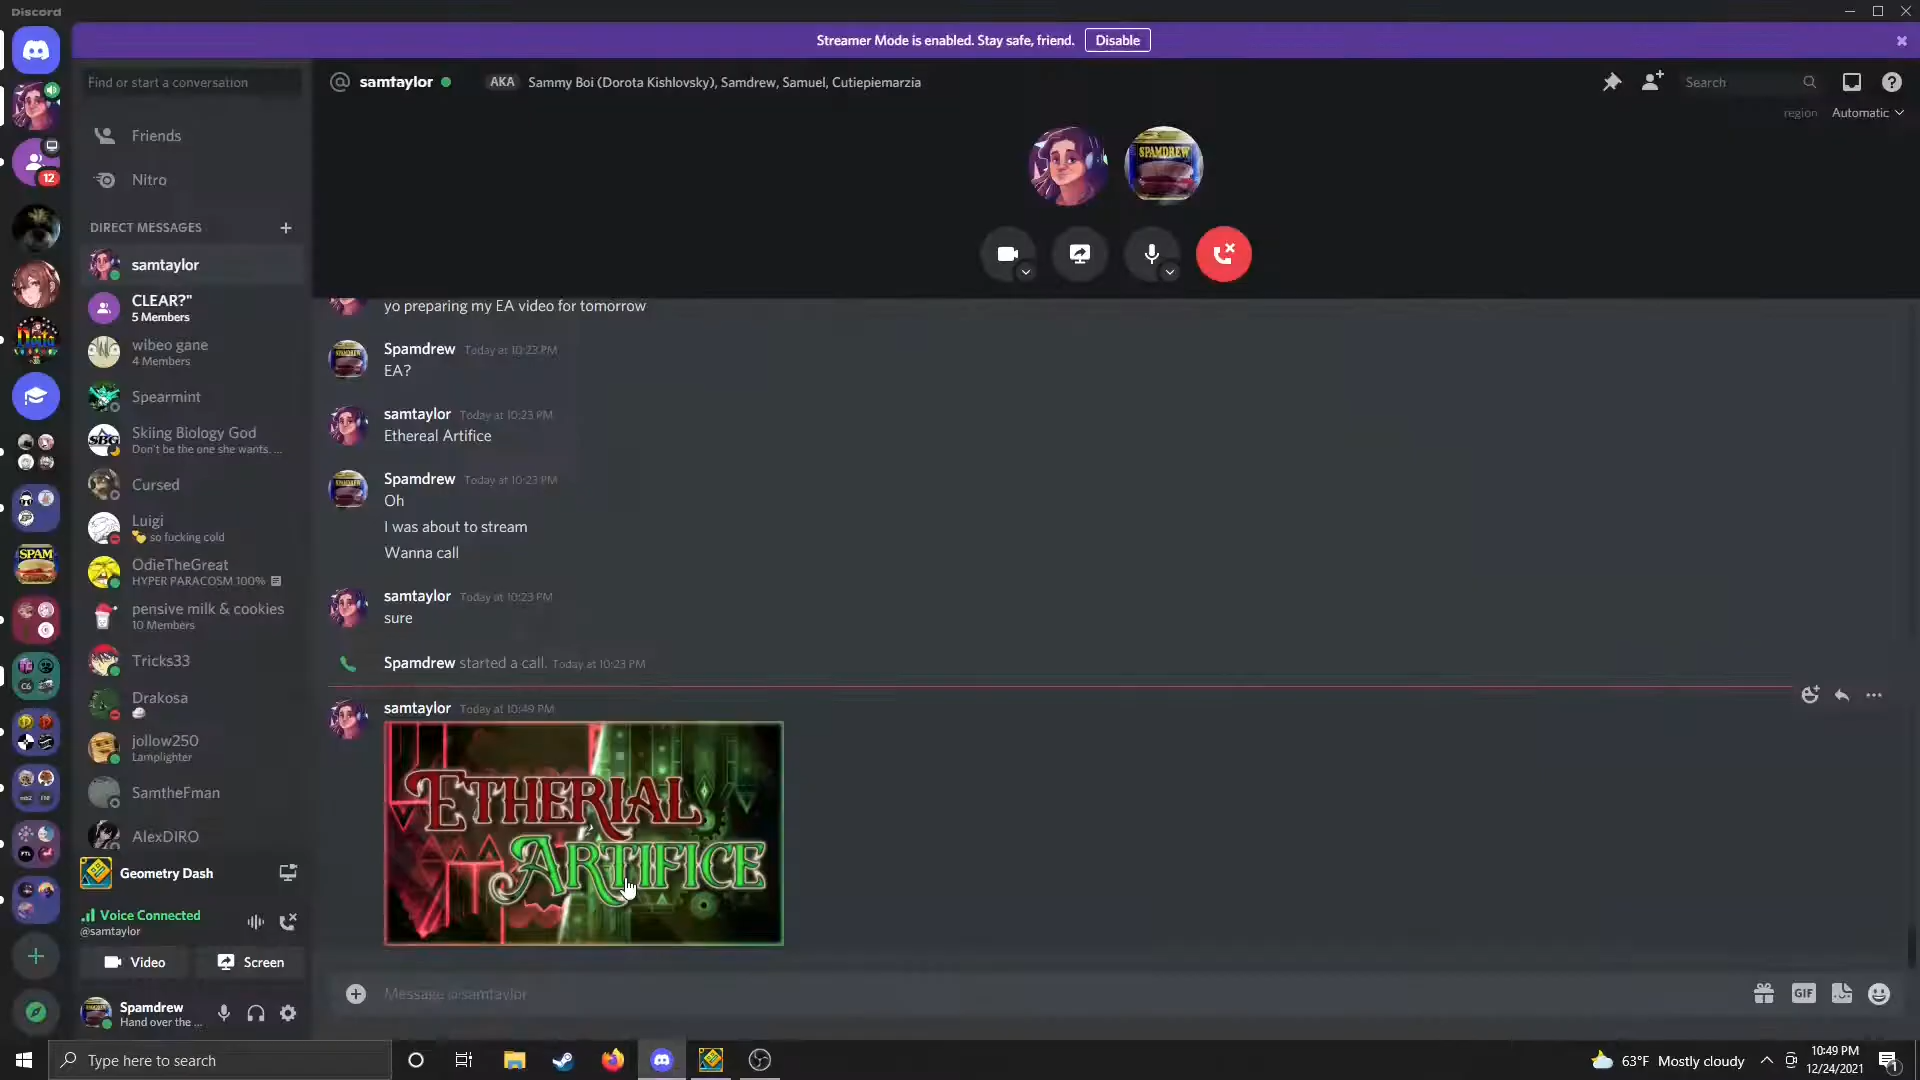 Discord
Streamer Mode is enabled. Stay safe, friend.
Disable
Find or start a conversation
samtaylor
AKA
Sammy Boi (Dorota Kishlovsky), Samdrew, Samuel, Cutiepiemarzia
Search
region
Automatic
SPAMDREW
12
Friends
Nitro
DIRECT MESSAGES
samtaylor
CLEAR?"
5 Members
wibeo gane
4 Members
Spearmint
Skiing Biology God
Don't be the one she wants. ...
Cursed
Luigi
so fucking cold
OdieTheGreat
HYPER PARACOSM 100%
pensive milk & cookies
10 Members
Tricks33
Drakosa
jollow250
Lamplighter
SamtheFman
AlexDIRO
Geometry Dash
Voice Connected
@samtaylor
Video
Screen
Spamdrew
Hand over the ...
SPAM
yo preparing my EA video for tomorrow
Spamdrew Today at 10:23 PM
EA?
samtaylor Today at 10:23 PM
Ethereal Artifice
Spamdrew Today at 10:23 PM
Oh
I was about to stream
Wanna call
samtaylor Today at 10:23 PM
sure
Spamdrew started a call. Today at 10:23 PM
samtaylor Today at 10:49 PM
ETHERIAL
ARTIFICE
Message @samtaylor
GIF
Type here to search
63°F Mostly cloudy
10:49 PM
12/24/2021
1